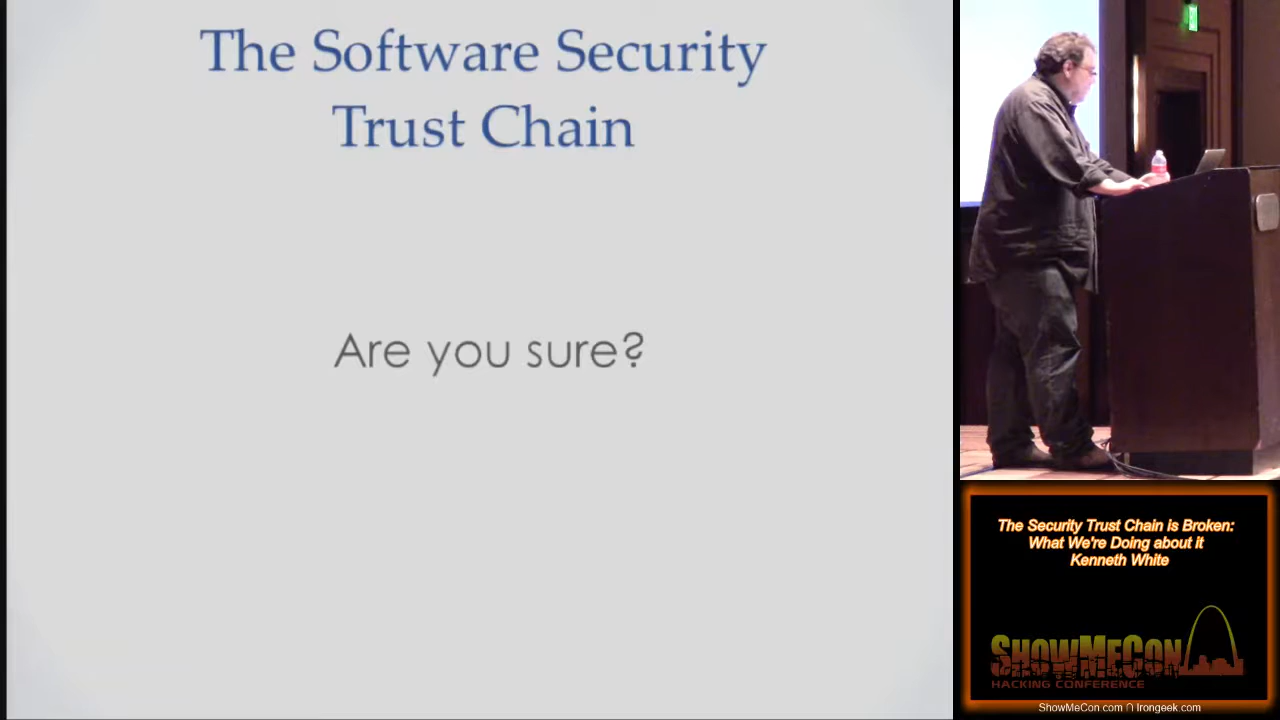 The Software Security
Trust Chain
Are you sure?
The Security Trust Chain is Broken:
What We're Doing about it
Kenneth White
ShowMeCon
HACKING CONFERENCE
ShowMeCon.com ∩ Irongeek.com